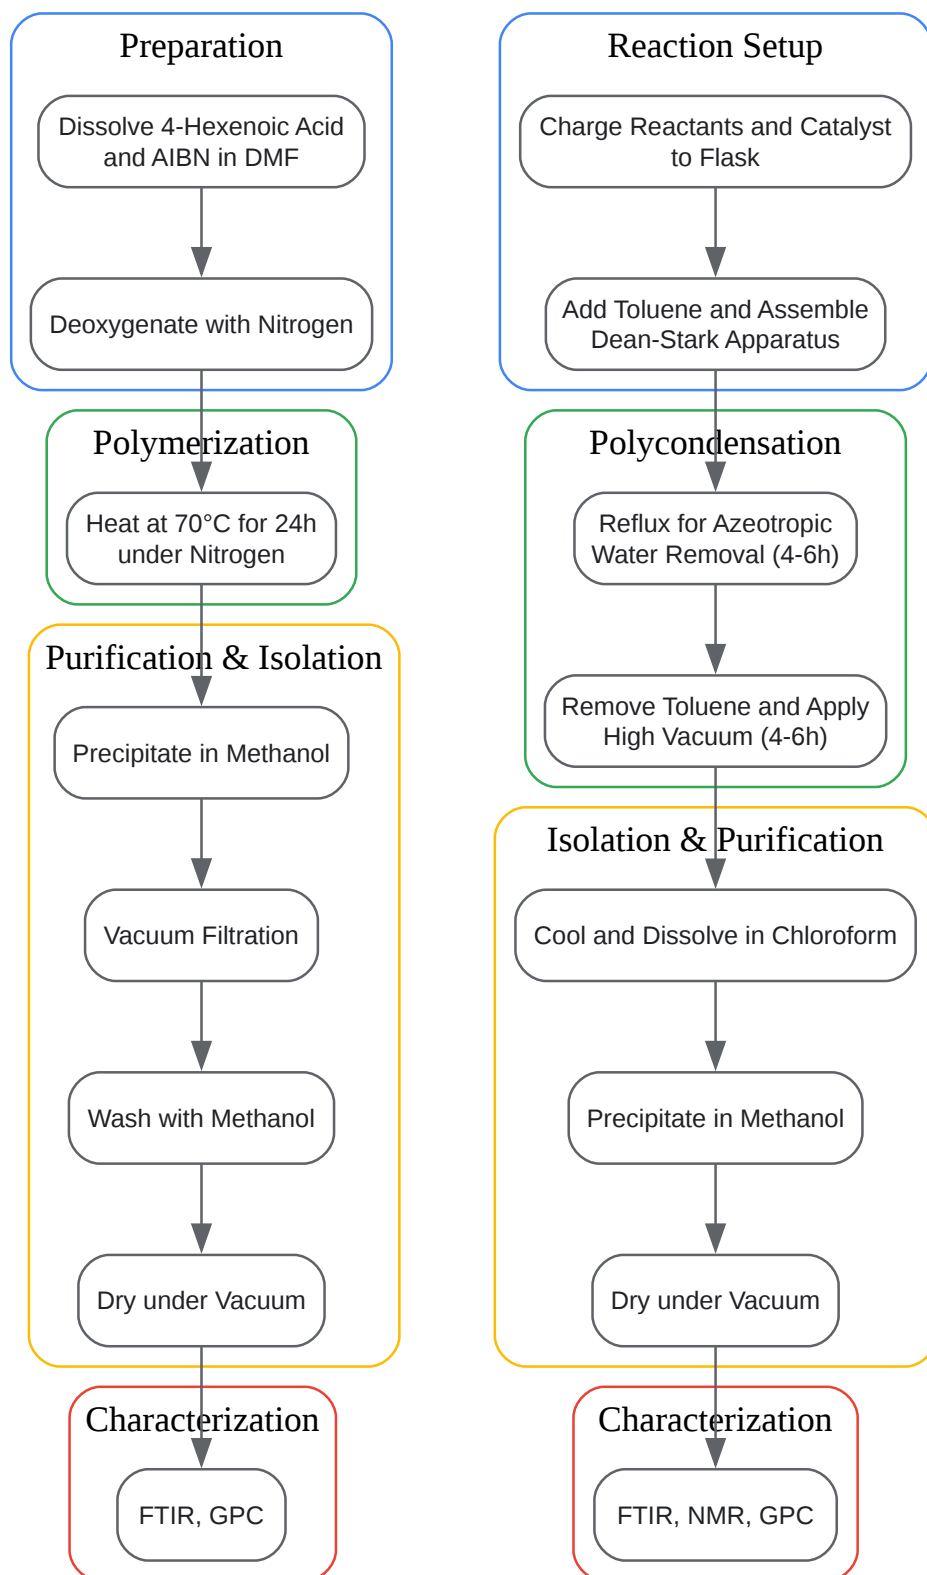 Preparation
Dissolve 4-Hexenoic Acid
and AIBN in DMF
Deoxygenate with Nitrogen
Polymerization
Heat at 70°C for 24h
under Nitrogen
Purification & Isolation
Precipitate in Methanol
Vacuum Filtration
Wash with Methanol
Dry under Vacuum
Characterization
FTIR, GPC
Reaction Setup
Charge Reactants and Catalyst
to Flask
Add Toluene and Assemble
Dean-Stark Apparatus
Polycondensation
Reflux for Azeotropic
Water Removal (4-6h)
Remove Toluene and Apply
High Vacuum (4-6h)
Isolation & Purification
Cool and Dissolve in Chloroform
Precipitate in Methanol
Dry under Vacuum
Characterization
FTIR, NMR, GPC